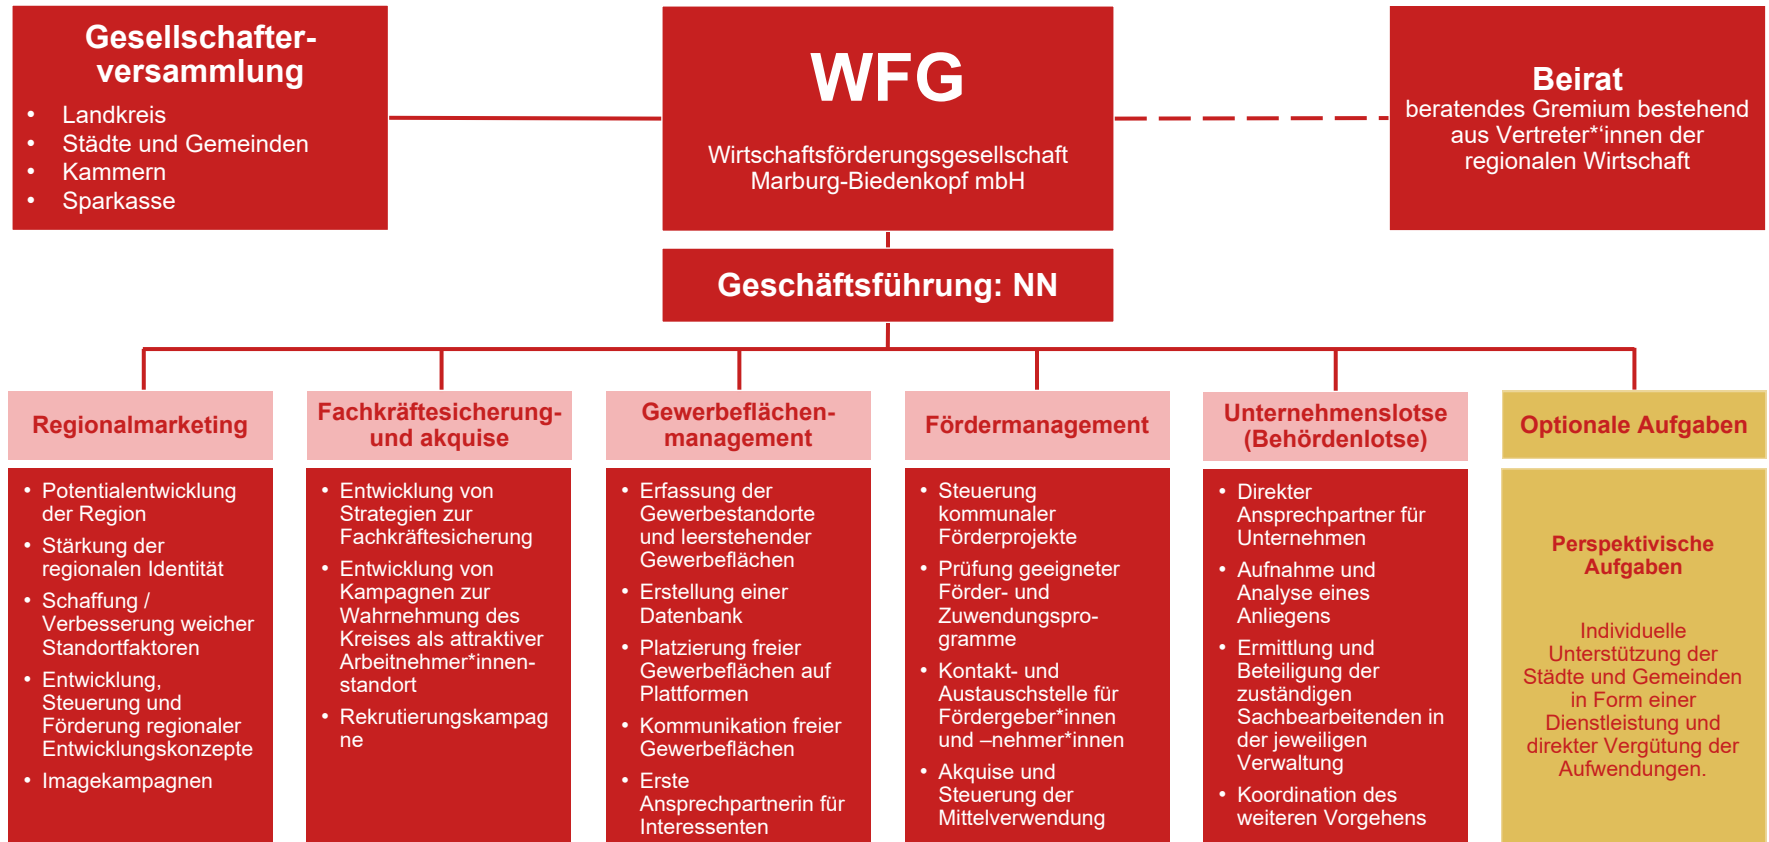 Gesellschafter-
versammlung
• Landkreis
• Städte und Gemeinden
• Kammern
• Sparkasse
WFG
Wirtschaftsförderungsgesellschaft
Marburg-Biedenkopf mbH
Beirat
beratendes Gremium bestehend
aus Vertreter*‘innen der
regionalen Wirtschaft
Geschäftsführung: NN
Regionalmarketing
• Potentialentwicklung
der Region
• Stärkung der
regionalen Identität
• Schaffung /
Verbesserung weicher
Standortfaktoren
• Entwicklung,
Steuerung und
Förderung regionaler
Entwicklungskonzepte
• Imagekampagnen
Fachkräftesicherung-
und akquise
• Entwicklung von
Strategien zur
Fachkräftesicherung
• Entwicklung von
Kampagnen zur
Wahrnehmung des
Kreises als attraktiver
Arbeitnehmer*innen-
standort
• Rekrutierungskampag
ne
Gewerbeflächen-
management
• Erfassung der
Gewerbestandorte
und leerstehender
Gewerbeflächen
• Erstellung einer
Datenbank
• Platzierung freier
Gewerbeflächen auf
Plattformen
• Kommunikation freier
Gewerbeflächen
• Erste
Ansprechpartnerin für
Interessenten
Fördermanagement
• Steuerung
kommunaler
Förderprojekte
• Prüfung geeigneter
Förder- und
Zuwendungspro-
gramme
• Kontakt- und
Austauschstelle für
Fördergeber*innen
und –nehmer*innen
• Akquise und
Steuerung der
Mittelverwendung
Unternehmenslotse
(Behördenlotse)
• Direkter
Ansprechpartner für
Unternehmen
• Aufnahme und
Analyse eines
Anliegens
• Ermittlung und
Beteiligung der
zuständigen
Sachbearbeitenden in
der jeweiligen
Verwaltung
• Koordination des
weiteren Vorgehens
Optionale Aufgaben
Perspektivische
Aufgaben
Individuelle
Unterstützung der
Städte und Gemeinden
in Form einer
Dienstleistung und
direkter Vergütung der
Aufwendungen.